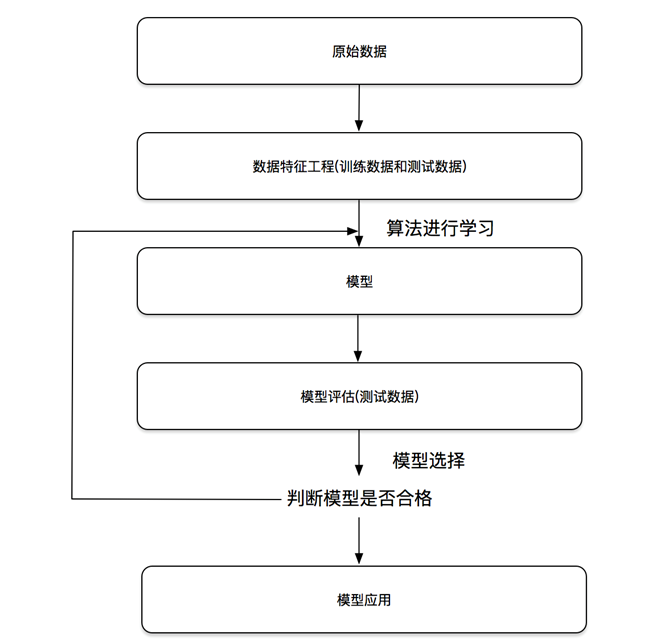 原始数据
数据特征工程(训练数据和测试数据)
算法进行学习
模型
模型评估(测试数据)
模型选择
判断模型是否合格
模型应用